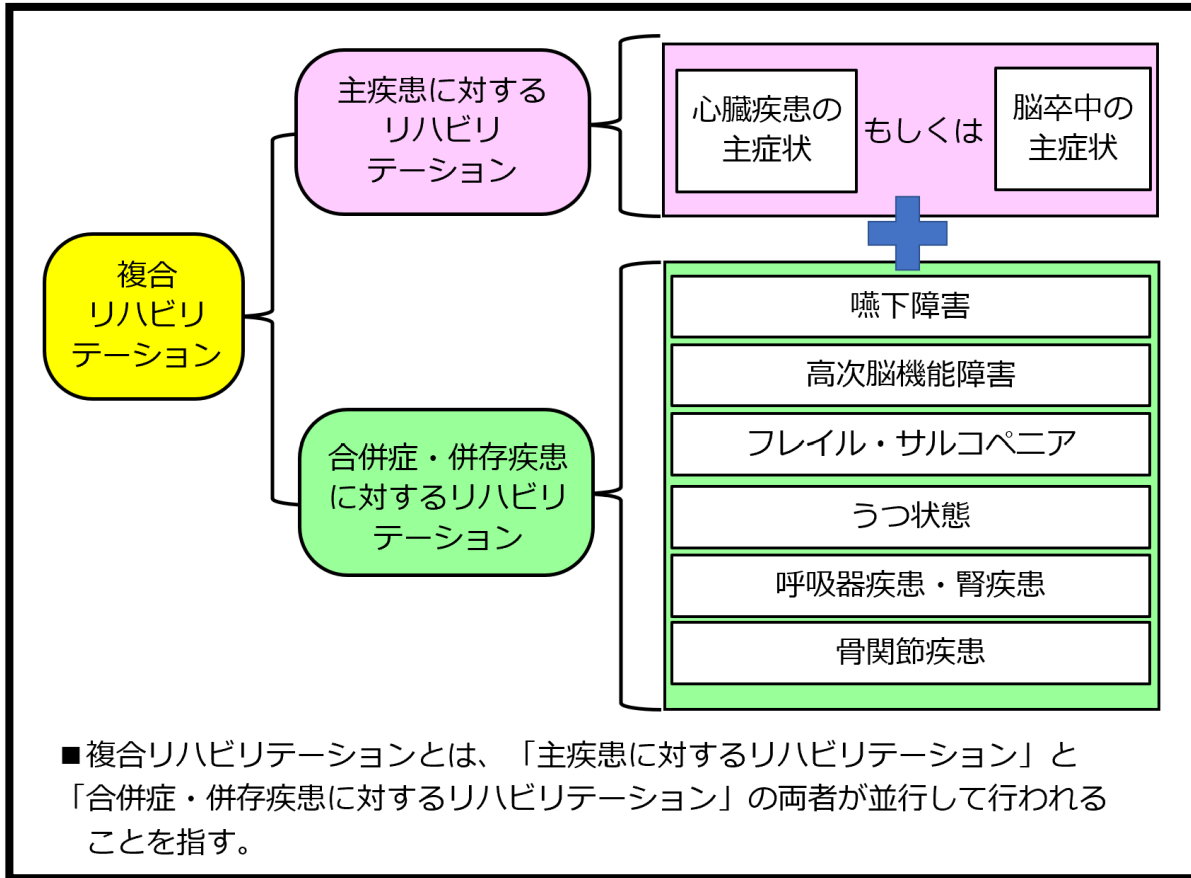 主疾患に対する
リハビリ
テーション
心臓疾患の
主症状
もしくは
脳卒中の
主症状
複合
リハビリ
テーション
合併症・併存疾患
に対するリハビリ
テーション
嚥下障害
高次脳機能障害
フレイル・サルコペニア
うつ状態
呼吸器疾患・腎疾患
骨関節疾患
■複合リハビリテーションとは、「主疾患に対するリハビリテーション」と
「合併症・併存疾患に対するリハビリテーション」の両者が並行して行われる
ことを指す。